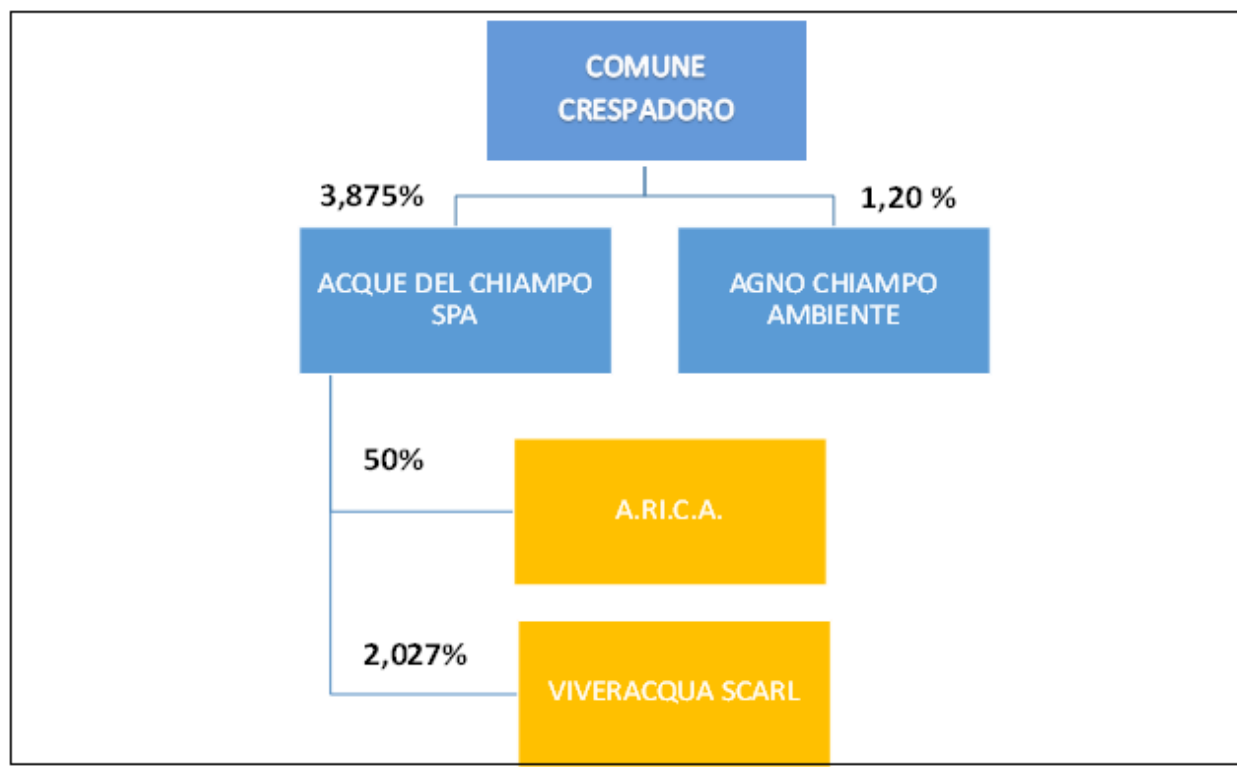 COMUNE
CRESPADORO
3,875%
1,20 %
ACQUE DEL CHIAMPO
SPA
AGNO CHIAMPO
AMBIENTE
50%
A.RI.C.A.
2,027%
VIVERACQUA SCARL